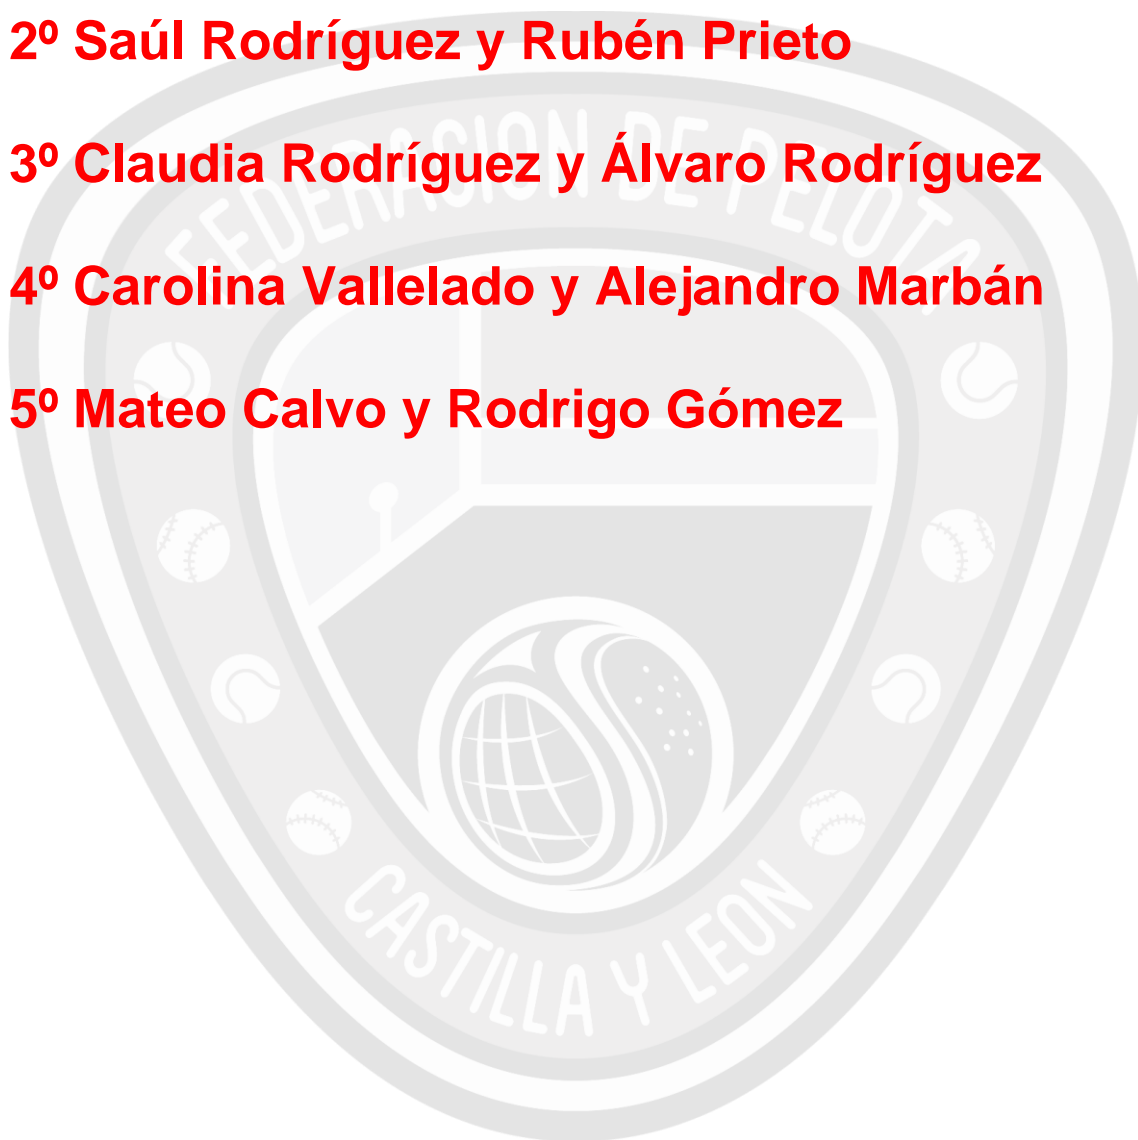 2º Saúl Rodríguez y Rubén Prieto
3º Claudia Rodríguez y Álvaro Rodríguez
4º Carolina Vallelado y Alejandro Marbán
5º Mateo Calvo y Rodrigo Gómez
FEDERACION DE PELOTA
CASTILLA Y LEON